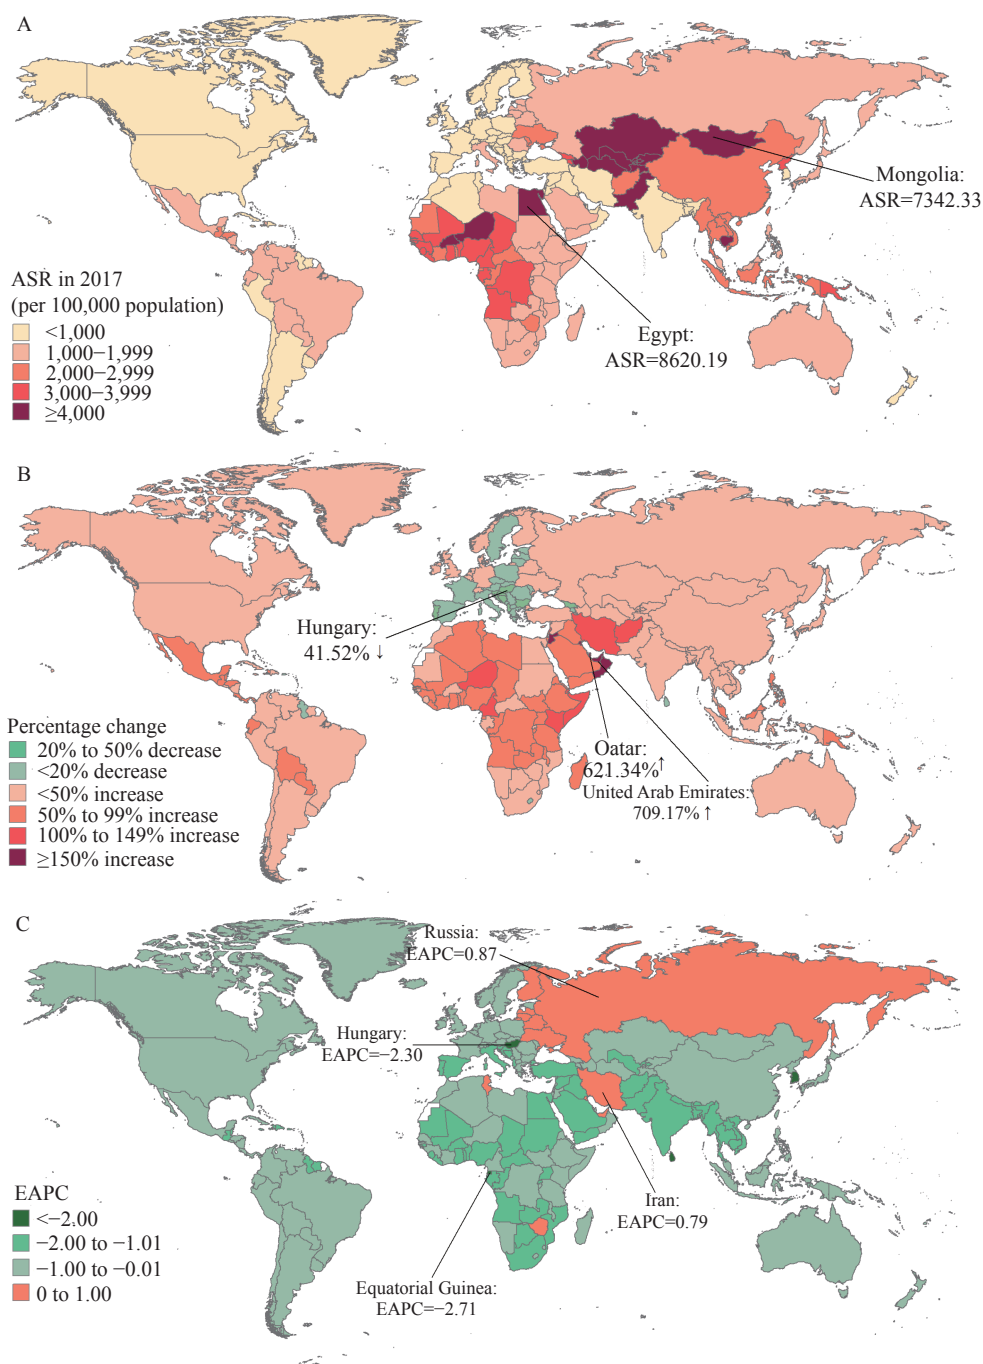 A
Mongolia:
ASR=7342.33
Egypt:
ASR=8620.19
ASR in 2017
(per 100,000 population)
<1,000
1,000−1,999
2,000−2,999
3,000−3,999
≥4,000
B
Hungary:
41.52% ↓
Oatar:
621.34%↑
United Arab Emirates:
709.17% ↑
Percentage change
20% to 50% decrease
<20% decrease
<50% increase
50% to 99% increase
100% to 149% increase
≥150% increase
C
Russia:
EAPC=0.87
Hungary:
EAPC=−2.30
Iran:
EAPC=0.79
Equatorial Guinea:
EAPC=−2.71
EAPC
<−2.00
−2.00 to −1.01
−1.00 to −0.01
0 to 1.00